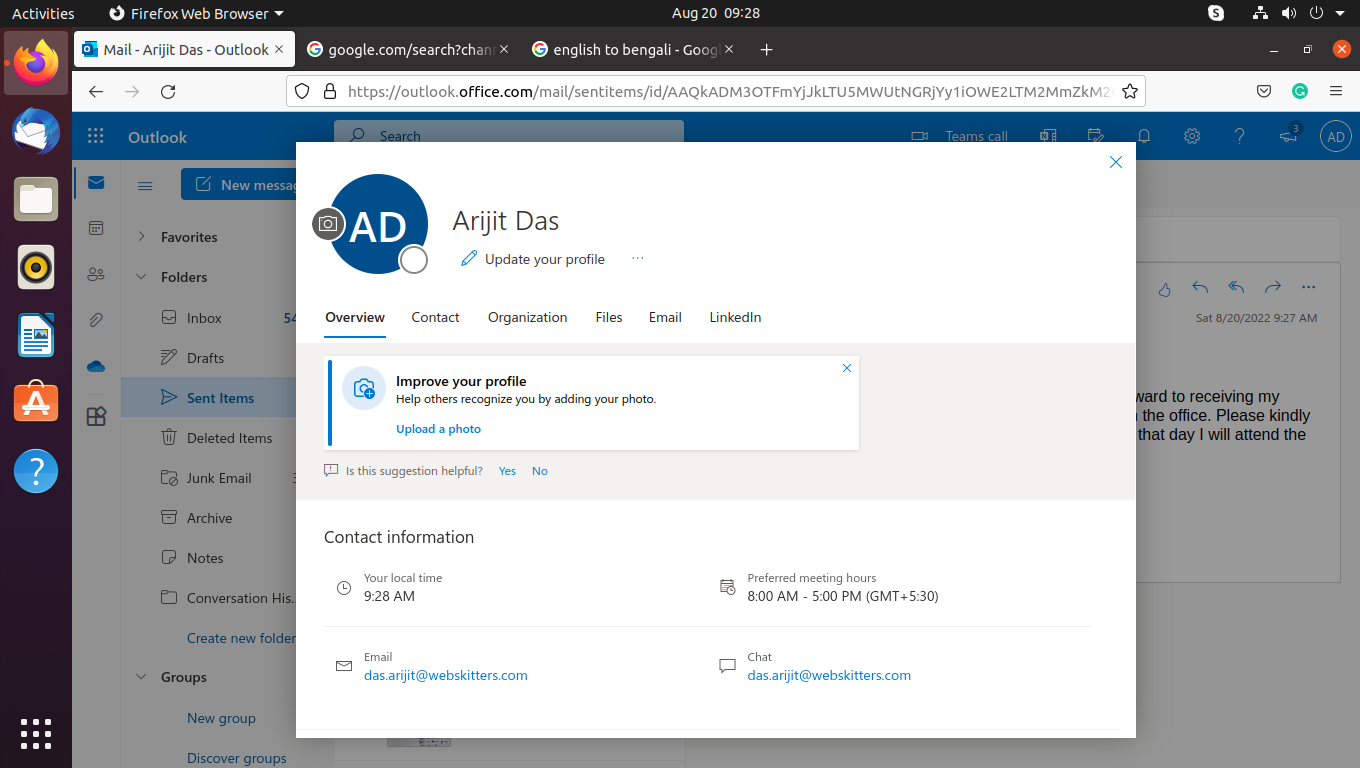 Activities
Firefox Web Browser
Aug 20 09:28
Mail - Arijit Das - Outlook
google.com/search?chann
english to bengali - Goog
https://outlook.office.com/mail/sentitems/id/AAQkADM3OTFmYjJkLTU5MWUtNGRjYy1iOWE2LTM2MmZkM2
Outlook
Search
Teams call
3
AD
New messag
Favorites
Folders
Inbox
54
Drafts
Sent Items
Deleted Items
Junk Email
Archive
Notes
Conversation His...
Create new folder
Groups
New group
Discover groups
AD
Arijit Das
Update your profile
Overview
Contact
Organization
Files
Email
LinkedIn
Improve your profile
Help others recognize you by adding your photo.
Upload a photo
Is this suggestion helpful?
Yes
No
Contact information
Your local time
9:28 AM
Preferred meeting hours
8:00 AM - 5:00 PM (GMT+5:30)
Email
das.arijit@webskitters.com
Chat
das.arijit@webskitters.com
Sat 8/20/2022 9:27 AM
ward to receiving my
the office. Please kindly
that day I will attend the